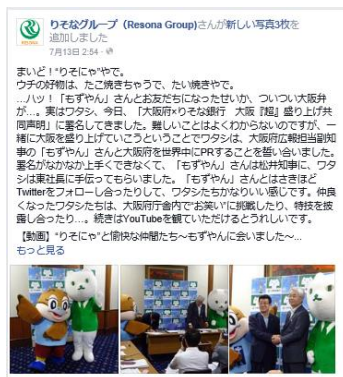 りそなグループ（Resona Group)さんが新しい写真3枚を
追加しました
7月13日 2:54 ·
RESONA
まいど！“りそにゃ”やで。
ウチの好物は、たこ焼きちゃうで、たい焼きやで。
…ハッ！「もずやん」さんとお友だちになったせいか、ついつい大阪弁
が…。実はワタシ、今日、「大阪府×りそな銀行　大阪『超』盛り上げ共
同声明」に署名してきました。難しいことはよくわからないのですが、一
緒に大阪を盛り上げていこうということでワタシは、大阪府広報担当副知
事の「もずやん」さんと大阪府を世界中にPRすることを誓い合いました。
署名がなかなか上手くできなくて、「もずやん」さんは松井知事に、ワタ
シは東社長に手伝ってもらいました。「もずやん」さんとはさきほど
Twitterをフォローし合ったりして、ワタシたちかなりいい感じです。仲良
くなったワタシたちは、大阪府庁舎内で“お笑い”に挑戦したり、特技を披
露し合ったり…。続きはYouTubeを観ていただけるとうれしいです。
【動画】“りそにゃ”と愉快な仲間たち～もずやんに会いました～...
もっと見る